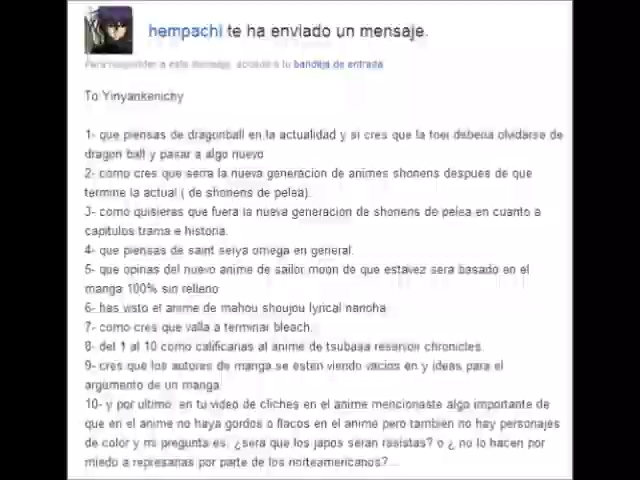 hempachi te ha enviado un mensaje.
Para responder a este mensaje, accede a tu bandeja de entrada
To Yinyankenichy
1- que piensas de dragonball en la actualidad y si cres que la toei deberia olvidarse de
dragon ball y pasar a algo nuevo
2- como cres que serra la nueva generacion de animes shonens despues de que
termine la actual ( de shonens de pelea).
3- como quisieras que fuera la nueva generacion de shonens de pelea en cuanto a
capitulos trama e historia.
4- que piensas de saint seiya omega en general.
5- que opinas del nuevo anime de sailor moon de que estavez sera basado en el
manga 100% sin relleno
6- has visto el anime de mahou shoujou lyrical nanoha
7- como cres que valla a terminar bleach.
8- del 1 al 10 como calificarias al anime de tsubasa reservoir chronicles.
9- cres que los autores de manga se estan viendo vacios en y ideas para el
argumento de un manga
10- y por ultimo en tu video de cliches en el anime mencionaste algo importante de
que en el anime no haya gordos o flacos en el anime pero tambien no hay personajes
de color y mi pregunta es. ¿sera que los japos seran rasistas? o ¿ no lo hacen por
miedo a represarias por parte de los norteamericanos?...